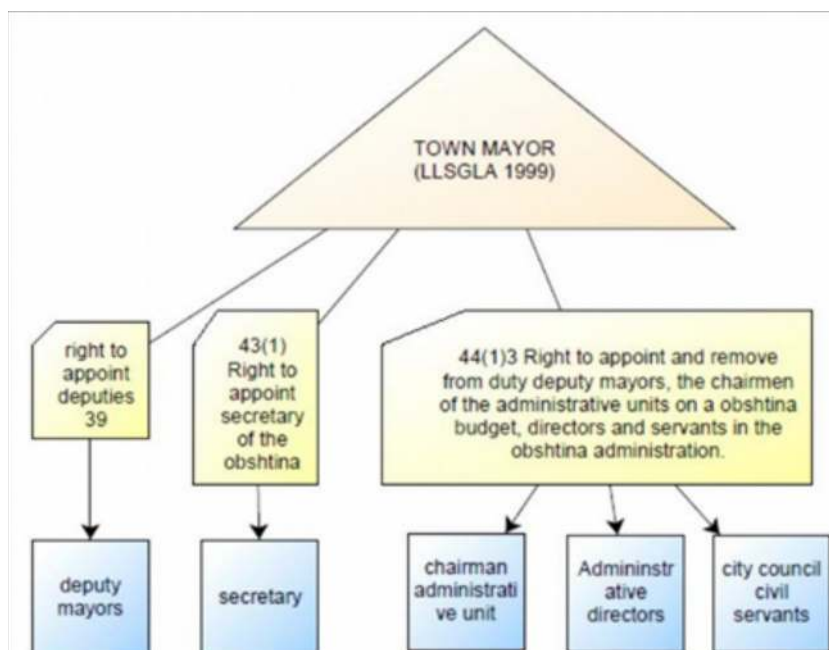 TOWN MAYOR
(LLSGLA 1999)
right to
appoint
deputies
39
43(1)
Right to
appoint
secretary
of the
obshtina
44(1)3 Right to appoint and remove
from duty deputy mayors, the chairmen
of the administrative units on a obshtina
budget, directors and servants in the
obshtina administration.
deputy
mayors
secretary
chairman
administrati
ve unit
Admininstr
ative
directors
city council
civil
servants